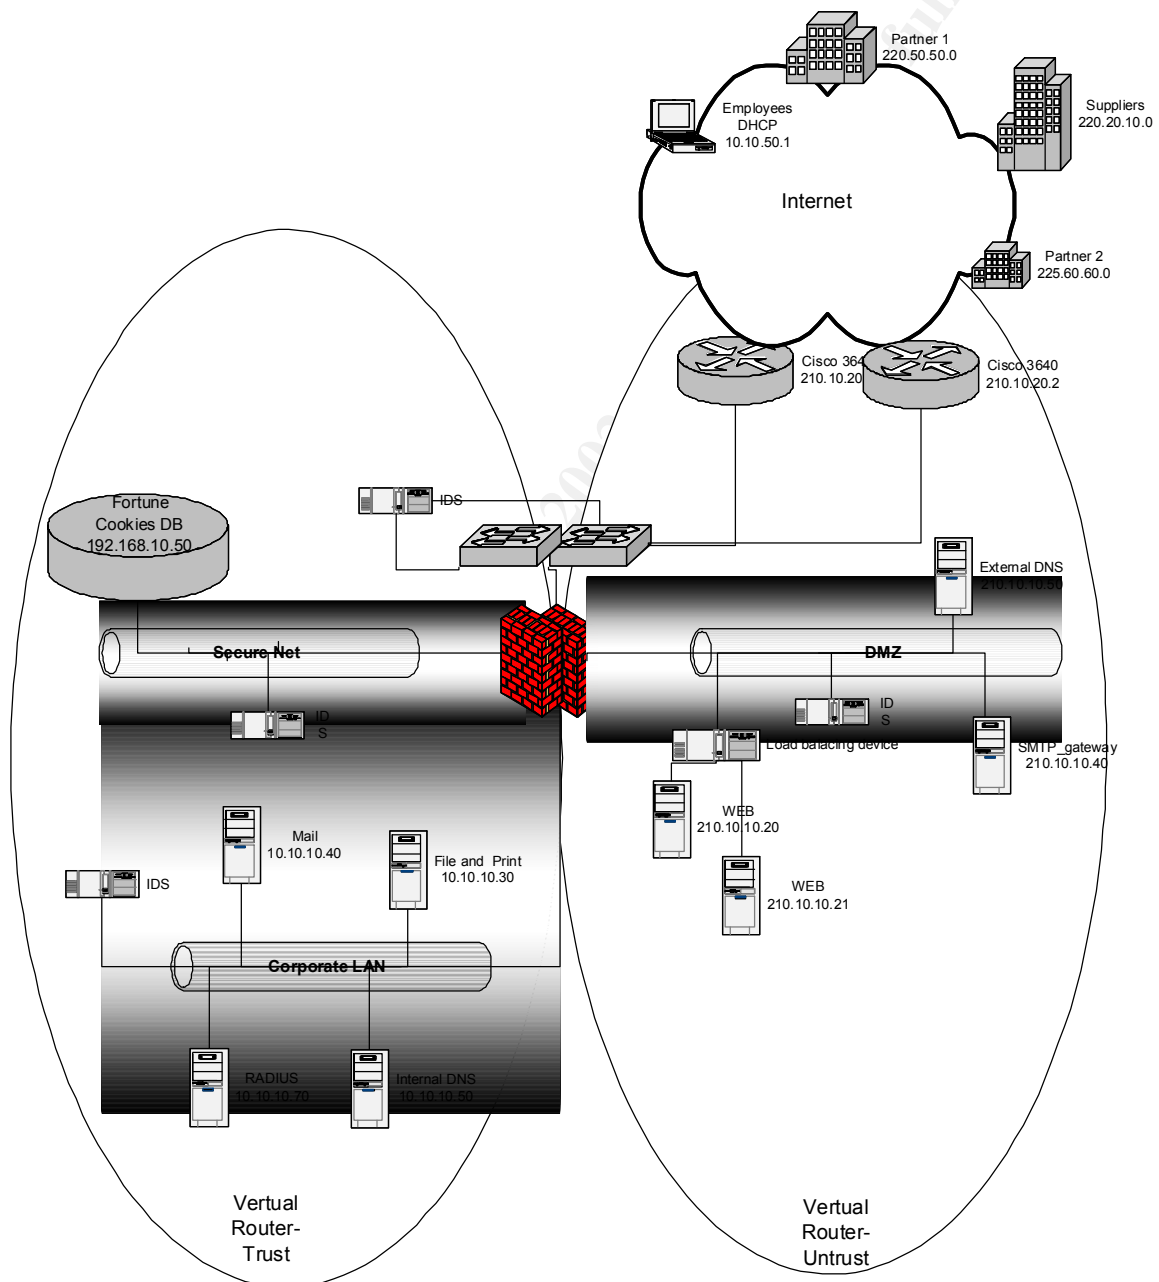 Partner 1
220.50.50.0
Employees
DHCP
10.10.50.1
Suppliers
220.20.10.0
Internet
Partner 2
225.60.60.0
Cisco 364
210.10.20
Cisco 3640
210.10.20.2
IDS
Fortune
Cookies DB
192.168.10.50
External DNS
210.10.10.50
Secure Net
DMZ
ID
S
ID
S
Load balacing device
SMTP_gateway
210.10.10.40
WEB
210.10.10.20
Mail
10.10.10.40
File and Print
10.10.10.30
IDS
WEB
210.10.10.21
Corporate LAN
RADIUS
10.10.10.70
Internal DNS
10.10.10.50
Vertual
Router-
Trust
Vertual
Router-
Untrust